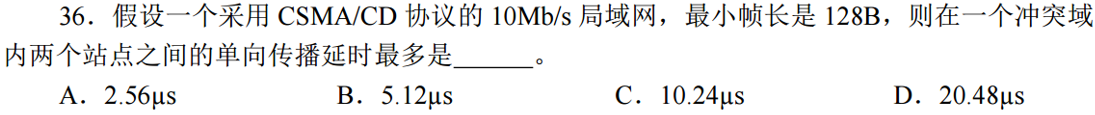 36．假设一个采用 CSMA/CD 协议的 10Mb/s 局域网，最小帧长是 128B，则在一个冲突域
内两个站点之间的单向传播延时最多是______。
A．2.56μs B．5.12μs C．10.24μs D．20.48μs